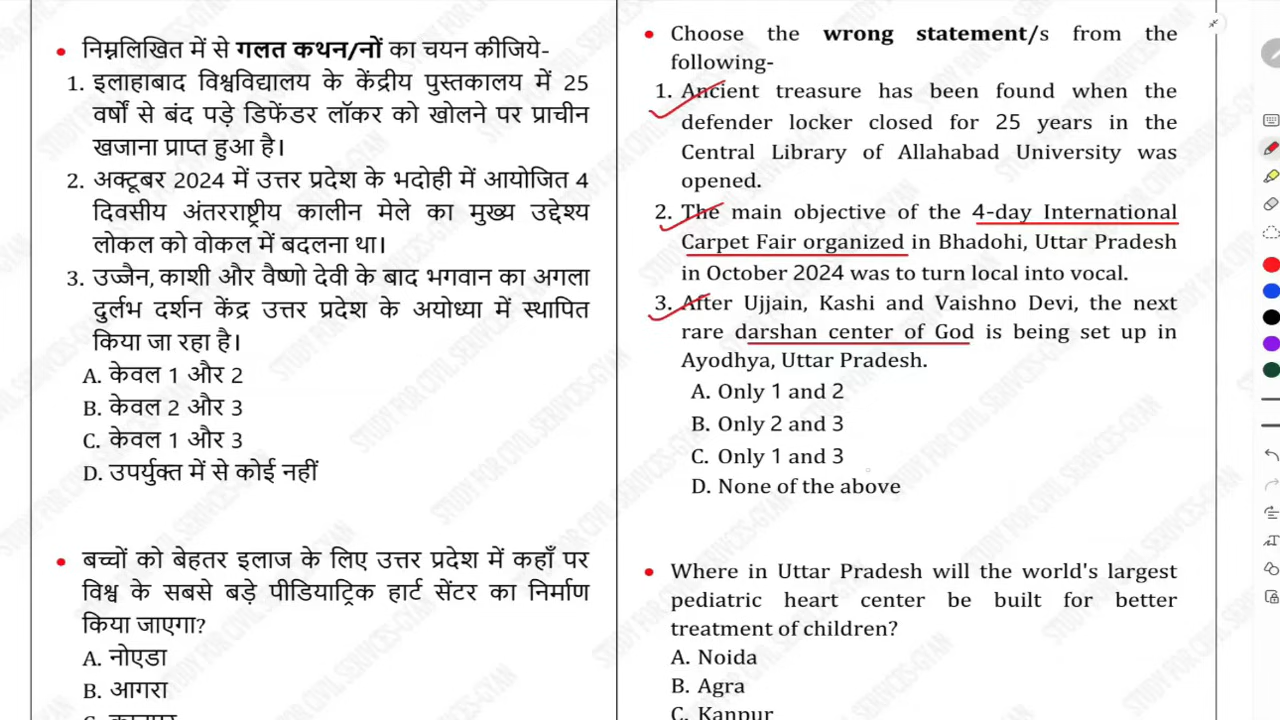 निम्नलिखित में से गलत कथन/नों का चयन कीजिये-
1. इलाहाबाद विश्वविद्यालय के केंद्रीय पुस्तकालय में 25
वर्षों से बंद पड़े डिफेंडर लॉकर को खोलने पर प्राचीन
खजाना प्राप्त हुआ है।
2. अक्टूबर 2024 में उत्तर प्रदेश के भदोही में आयोजित 4
दिवसीय अंतरराष्ट्रीय कालीन मेले का मुख्य उद्देश्य
लोकल को वोकल में बदलना था।
3. उज्जैन, काशी और वैष्णो देवी के बाद भगवान का अगला
दुर्लभ दर्शन केंद्र उत्तर प्रदेश के अयोध्या में स्थापित
किया जा रहा है।
A. केवल 1 और 2
B. केवल 2 और 3
C. केवल 1 और 3
D. उपर्युक्त में से कोई नहीं
बच्चों को बेहतर इलाज के लिए उत्तर प्रदेश में कहाँ पर
विश्व के सबसे बड़े पीडियाट्रिक हार्ट सेंटर का निर्माण
किया जाएगा?
A. नोएडा
B. आगरा
C. कानपुर
Choose the wrong statement/s from the
following-
1. Ancient treasure has been found when the
defender locker closed for 25 years in the
Central Library of Allahabad University was
opened.
2. The main objective of the 4-day International
Carpet Fair organized in Bhadohi, Uttar Pradesh
in October 2024 was to turn local into vocal.
3. After Ujjain, Kashi and Vaishno Devi, the next
rare darshan center of God is being set up in
Ayodhya, Uttar Pradesh.
A. Only 1 and 2
B. Only 2 and 3
C. Only 1 and 3
D. None of the above
Where in Uttar Pradesh will the world's largest
pediatric heart center be built for better
treatment of children?
A. Noida
B. Agra
C. Kanpur